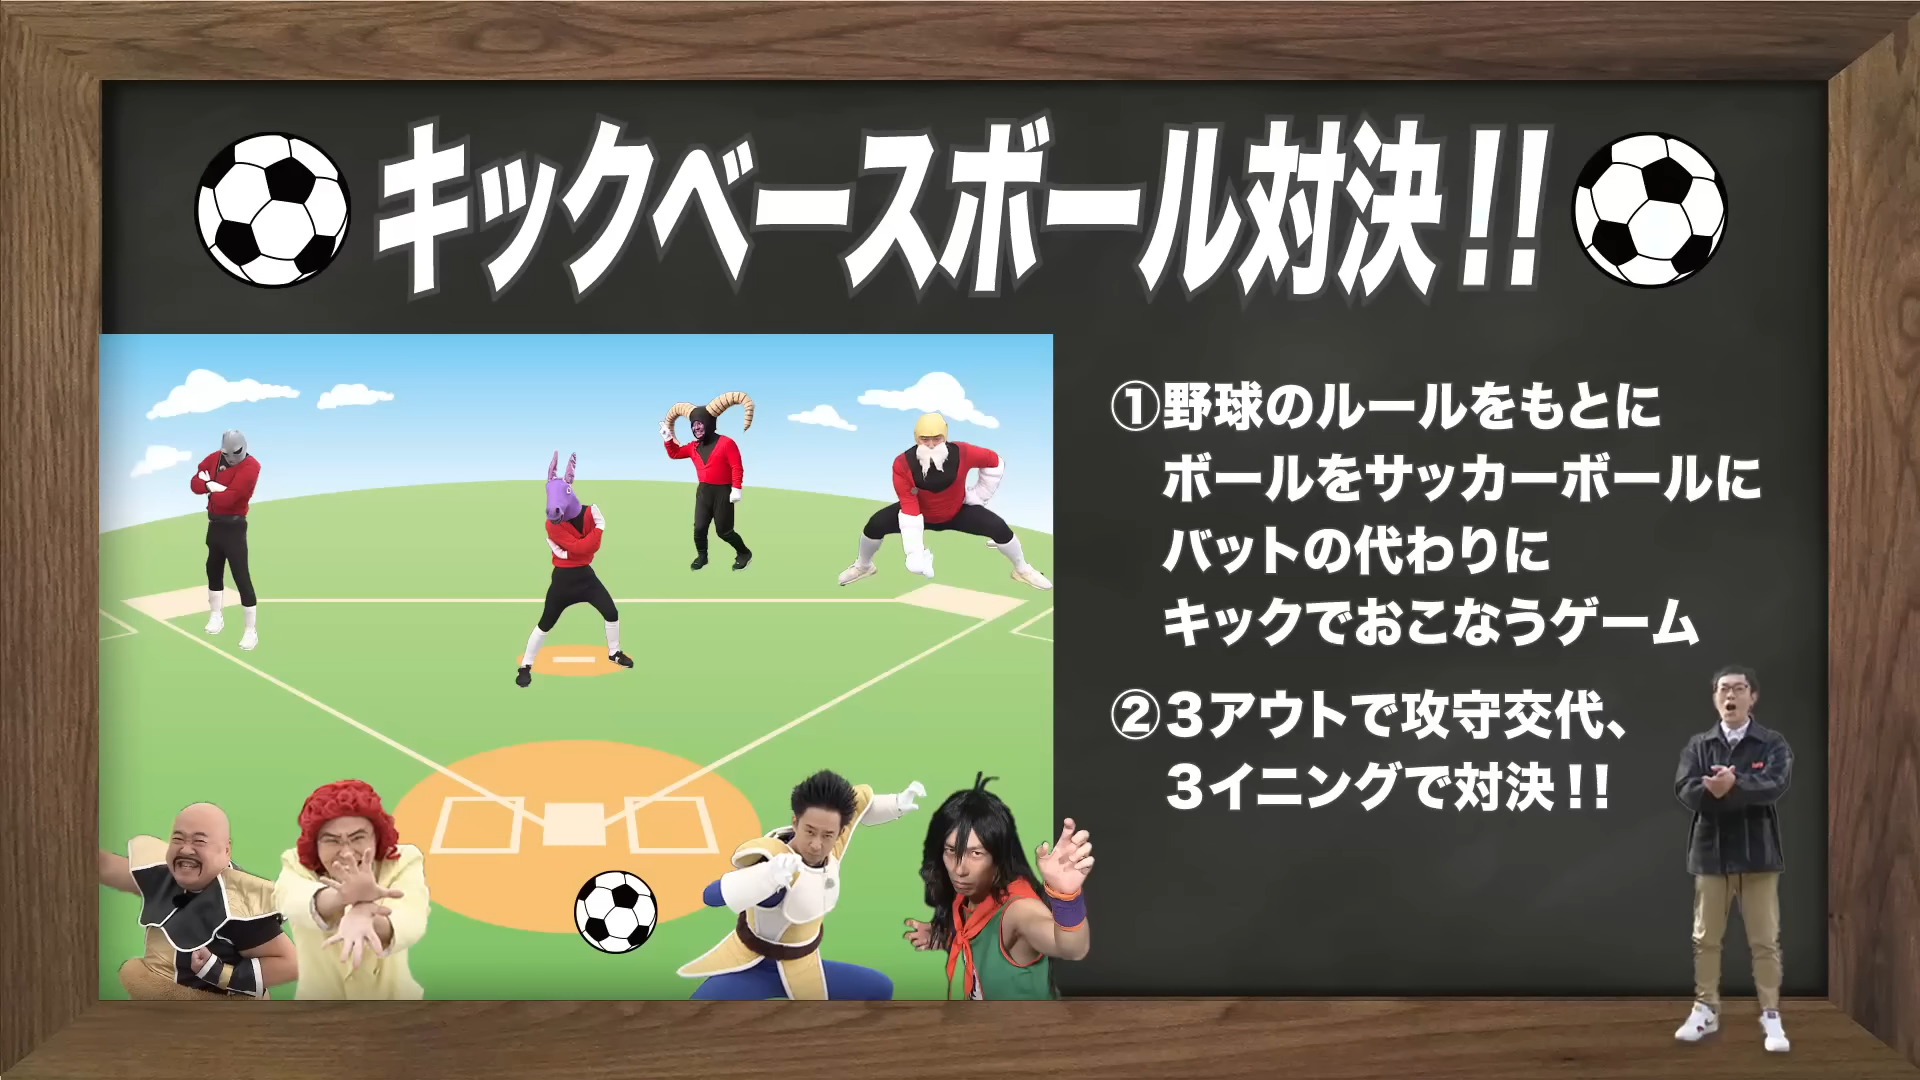 キックベースボール対決!!
①野球のルールをもとに
ボールをサッカーボールに
バットの代わりに
キックでおこなうゲーム
②3アウトで攻守交代、
3イニングで対決!!